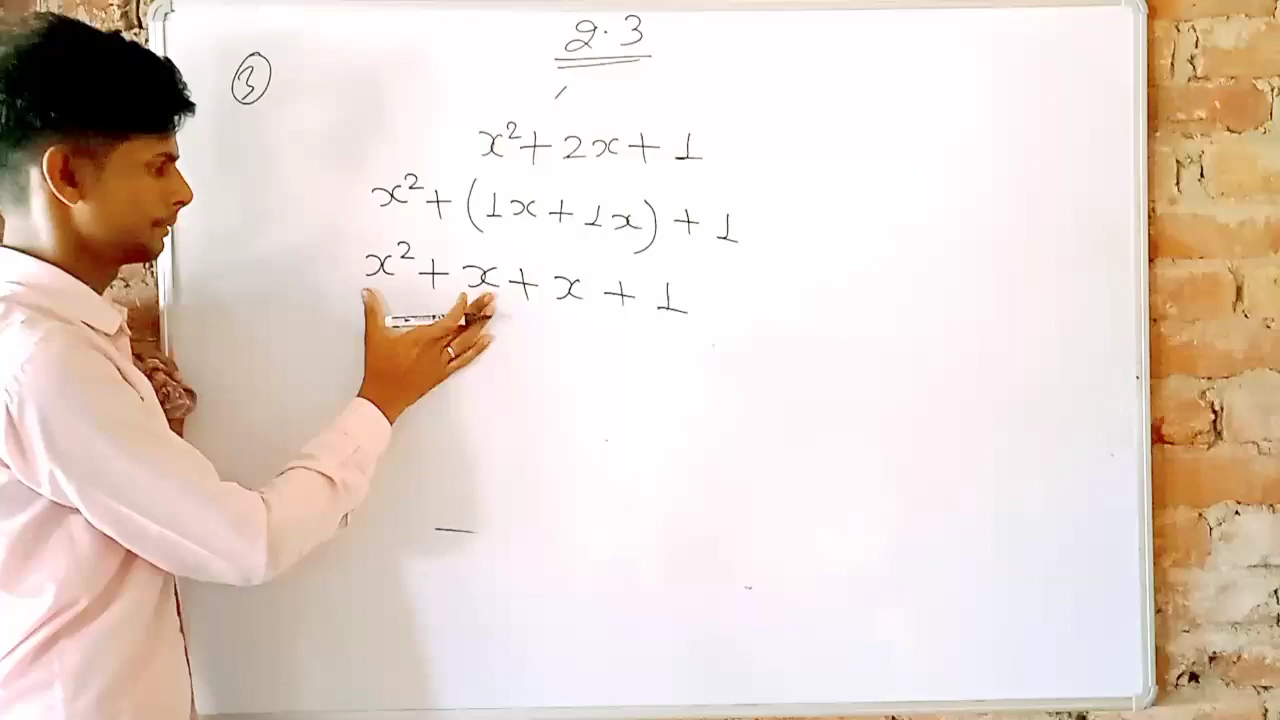 2.3
3
x² + 2x + 1
x² + (1x + 1x) + 1
x² + x + x + 1